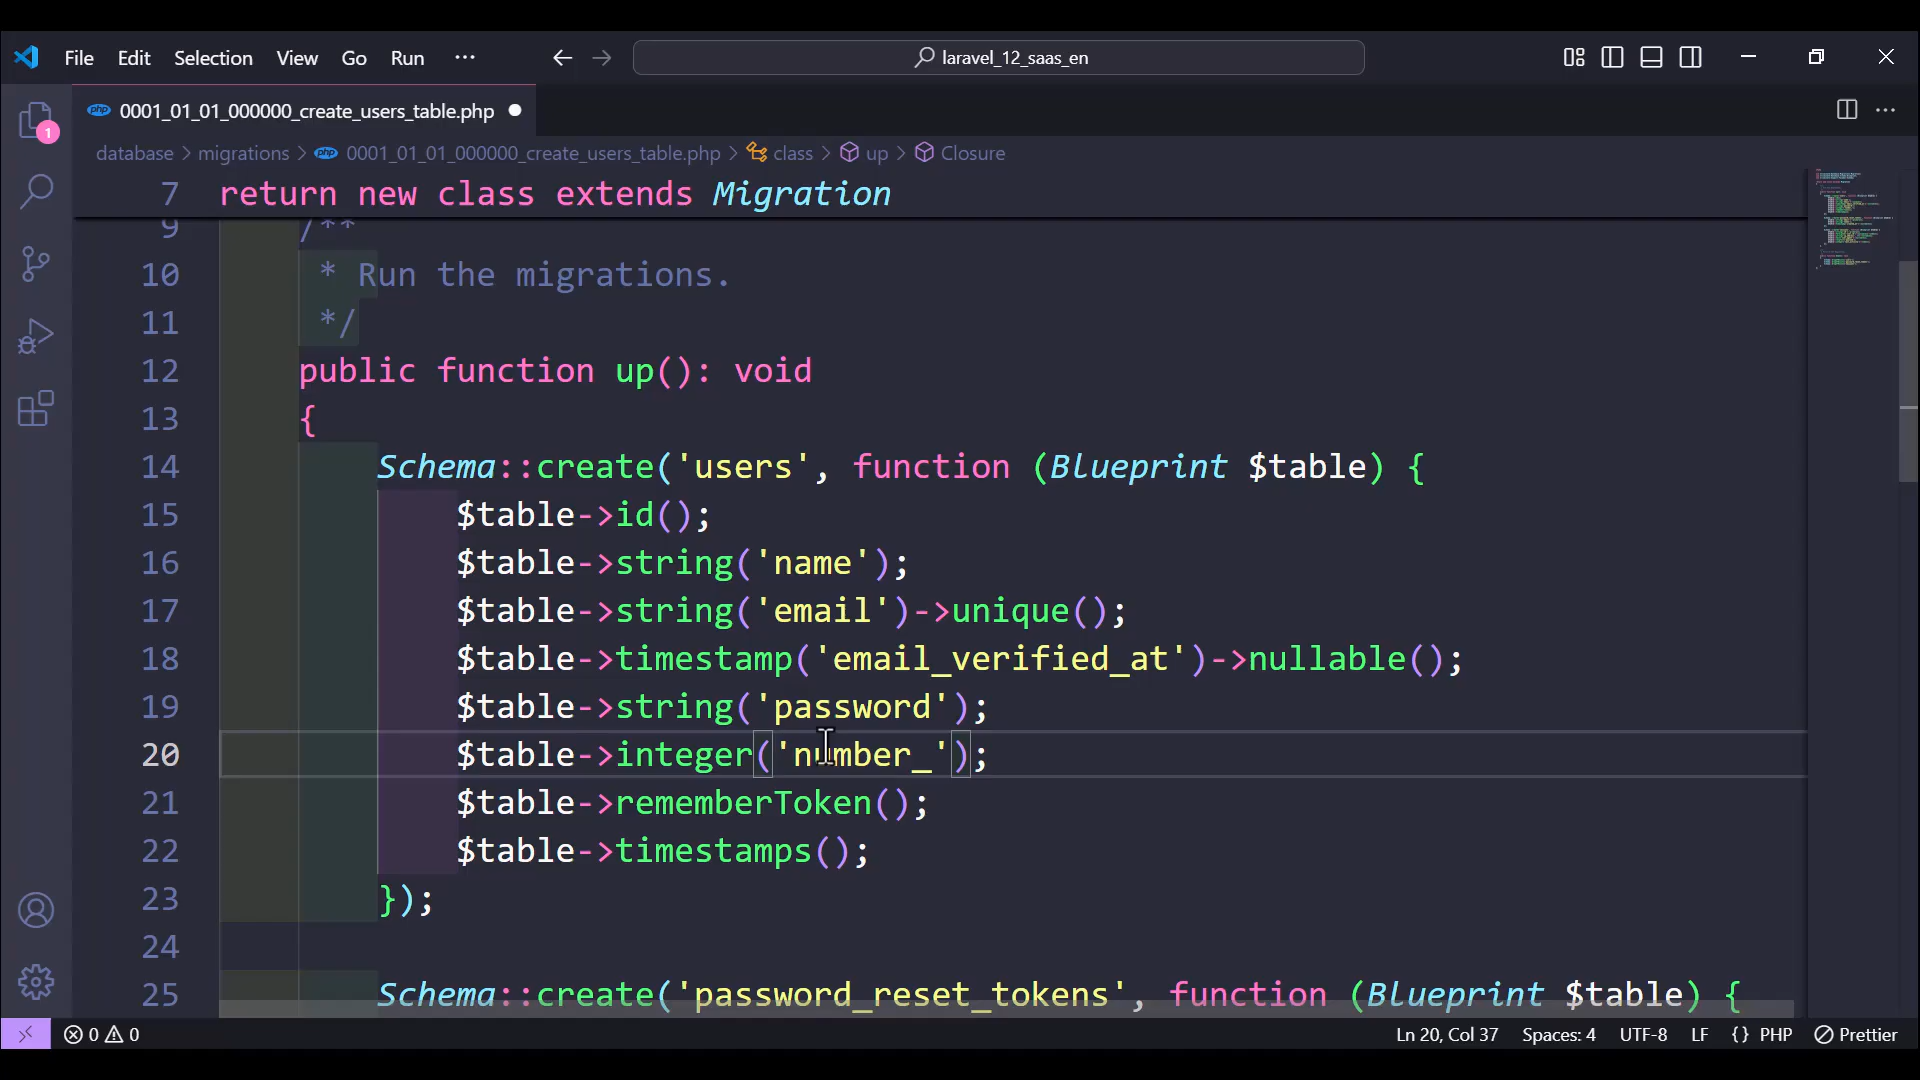 File Edit Selection View Go Run ··· laravel_12_saas_en
php 0001_01_01_000000_create_users_table.php
1
database > migrations > php 0001_01_01_000000_create_users_table.php > class > up > Closure
7 return new class extends Migration
9 /**
10 * Run the migrations.
11 */
12 public function up(): void
13 {
14 Schema::create('users', function (Blueprint $table) {
15 $table->id();
16 $table->string('name');
17 $table->string('email')->unique();
18 $table->timestamp('email_verified_at')->nullable();
19 $table->string('password');
20 $table->integer('number_');
21 $table->rememberToken();
22 $table->timestamps();
23 });
24
25 Schema::create('password_reset_tokens', function (Blueprint $table) {
0 0 Ln 20, Col 37 Spaces: 4 UTF-8 LF {} PHP Prettier